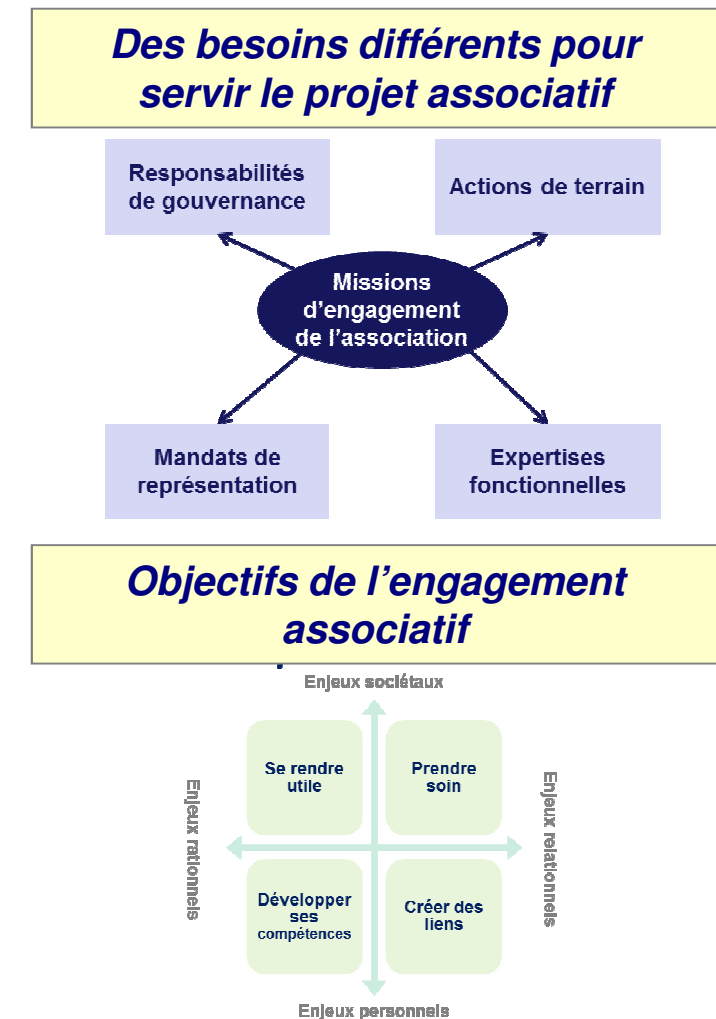 Des besoins différents pour
servir le projet associatif
Responsabilités
de gouvernance
Actions de terrain
Missions
d'engagement
de l'association
Mandats de
représentation
Expertises
fonctionnelles
Objectifs de l'engagement
associatif
Enjeux sociétaux
Se rendre
utile
Prendre
soin
Enjeux rationnels
Enjeux relationnels
Développer
ses
compétences
Créer des
liens
Enjeux personnels